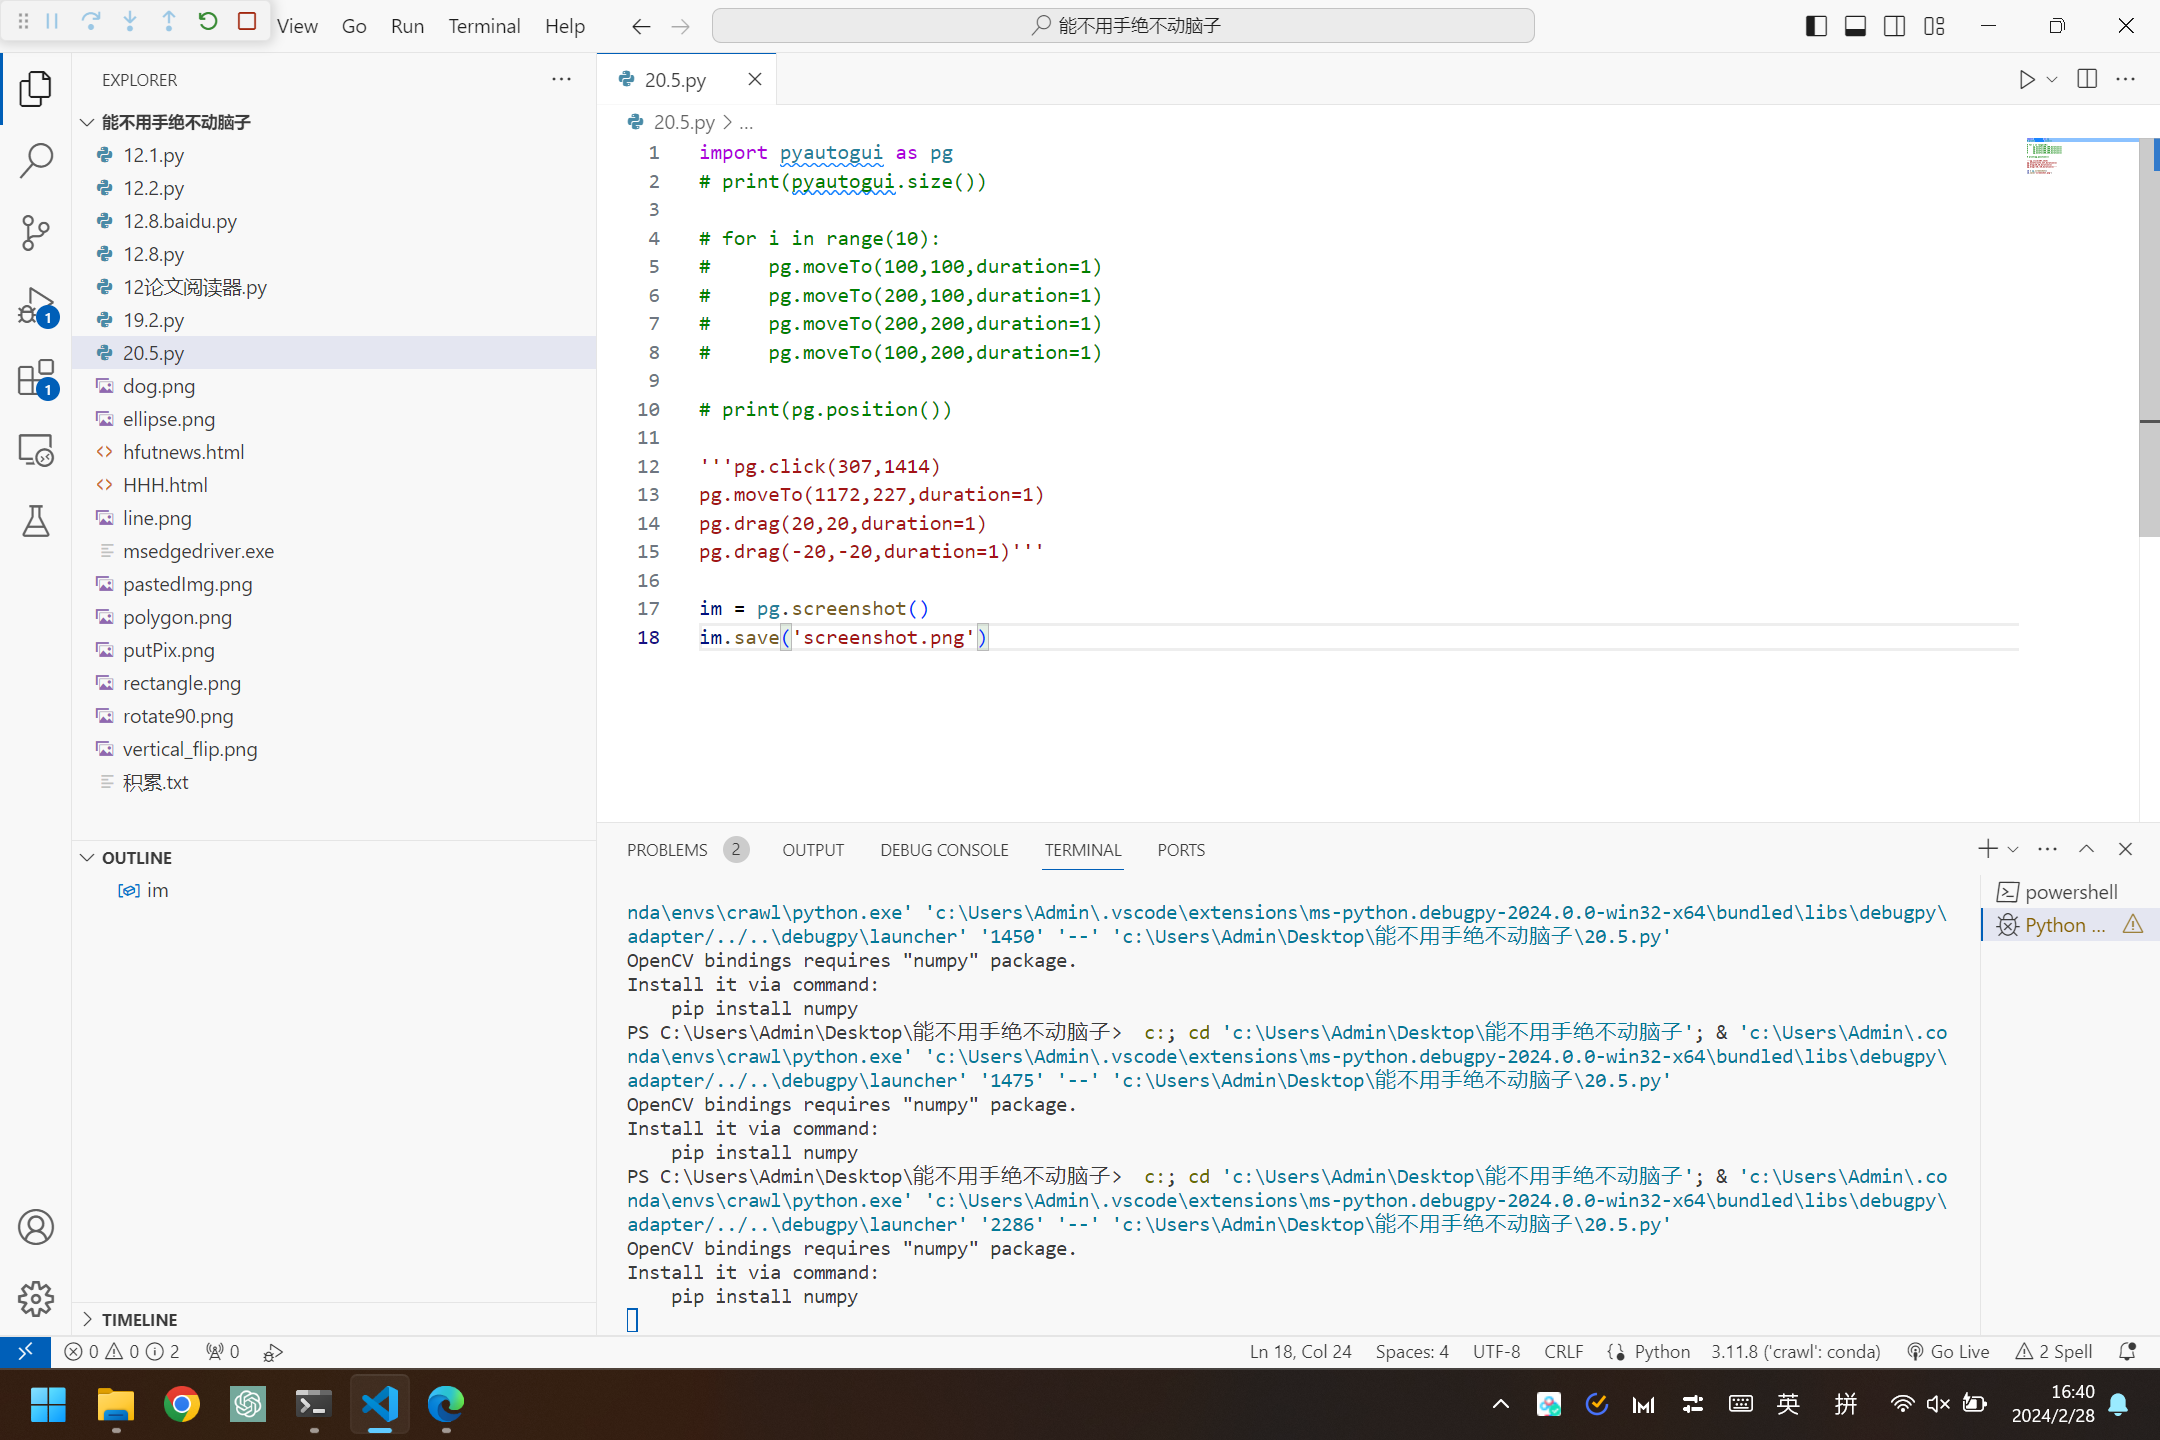 View Go Run Terminal Help 能不用手绝不动脑子
EXPLORER
能不用手绝不动脑子
12.1.py
12.2.py
12.8.baidu.py
12.8.py
12论文阅读器.py
19.2.py
20.5.py
dog.png
ellipse.png
hfutnews.html
HHH.html
line.png
msedgedriver.exe
pastedImg.png
polygon.png
putPix.png
rectangle.png
rotate90.png
vertical_flip.png
积累.txt
OUTLINE
im
TIMELINE
1
1
20.5.py
20.5.py > ...
1 import pyautogui as pg
2 # print(pyautogui.size())
3
4 # for i in range(10):
5 #     pg.moveTo(100,100,duration=1)
6 #     pg.moveTo(200,100,duration=1)
7 #     pg.moveTo(200,200,duration=1)
8 #     pg.moveTo(100,200,duration=1)
9
10 # print(pg.position())
11
12 '''pg.click(307,1414)
13 pg.moveTo(1172,227,duration=1)
14 pg.drag(20,20,duration=1)
15 pg.drag(-20,-20,duration=1)'''
16
17 im = pg.screenshot()
18 im.save('screenshot.png')
PROBLEMS 2 OUTPUT DEBUG CONSOLE TERMINAL PORTS
nda\envs\crawl\python.exe' 'c:\Users\Admin\.vscode\extensions\ms-python.debugpy-2024.0.0-win32-x64\bundled\libs\debugpy\
adapter/../..\debugpy\launcher' '1450' '--' 'c:\Users\Admin\Desktop\能不用手绝不动脑子\20.5.py'
OpenCV bindings requires "numpy" package.
Install it via command:
    pip install numpy
PS C:\Users\Admin\Desktop\能不用手绝不动脑子>  c:; cd 'c:\Users\Admin\Desktop\能不用手绝不动脑子'; & 'c:\Users\Admin\.co
nda\envs\crawl\python.exe' 'c:\Users\Admin\.vscode\extensions\ms-python.debugpy-2024.0.0-win32-x64\bundled\libs\debugpy\
adapter/../..\debugpy\launcher' '1475' '--' 'c:\Users\Admin\Desktop\能不用手绝不动脑子\20.5.py'
OpenCV bindings requires "numpy" package.
Install it via command:
    pip install numpy
PS C:\Users\Admin\Desktop\能不用手绝不动脑子>  c:; cd 'c:\Users\Admin\Desktop\能不用手绝不动脑子'; & 'c:\Users\Admin\.co
nda\envs\crawl\python.exe' 'c:\Users\Admin\.vscode\extensions\ms-python.debugpy-2024.0.0-win32-x64\bundled\libs\debugpy\
adapter/../..\debugpy\launcher' '2286' '--' 'c:\Users\Admin\Desktop\能不用手绝不动脑子\20.5.py'
OpenCV bindings requires "numpy" package.
Install it via command:
    pip install numpy
powershell
Python ...
0 0 2 0 Ln 18, Col 24 Spaces: 4 UTF-8 CRLF Python 3.11.8 ('crawl': conda) Go Live 2 Spell
英 拼 16:40
2024/2/28